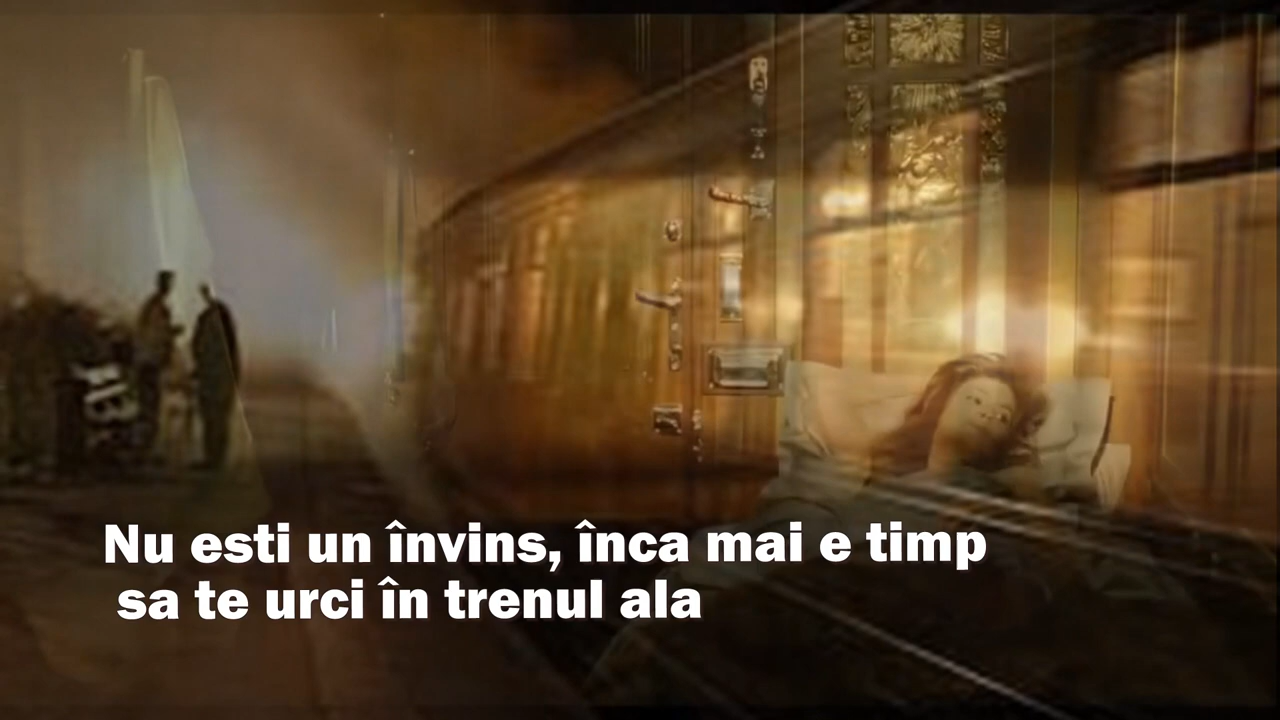 Nu esti un învins, înca mai e timp
sa te urci în trenul ala